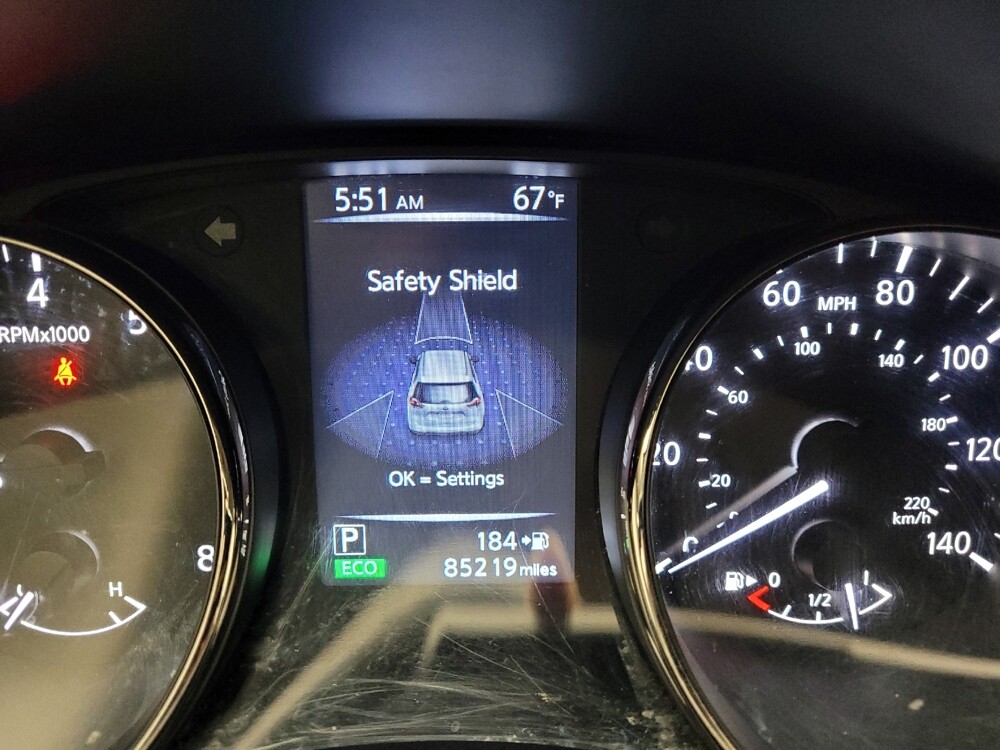 5:51 AM 67°F
Safety Shield
OK = Settings
P 184
ECO 85219 miles
4
5
RPMx1000
8
H
60 MPH 80
100 140
100
60
180
120
20
220
km/h
140
0
1/2
1